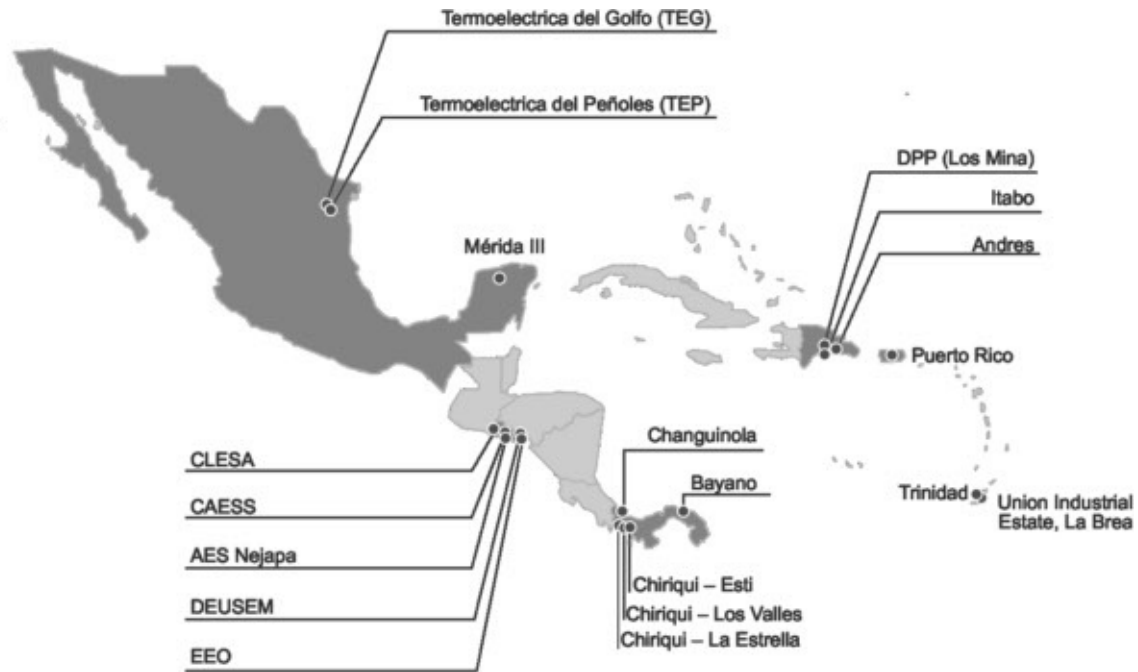 Termoelectrica del Golfo (TEG)
Termoelectrica del Peñoles (TEP)
DPP (Los Mina)
Itabo
Andres
Mérida III
Puerto Rico
Changuinola
Bayano
CLESA
CAESS
AES Nejapa
DEUSEM
EEO
Trinidad
Union Industrial
Estate, La Brea
Chiriqui – Esti
Chiriqui – Los Valles
Chiriqui – La Estrella